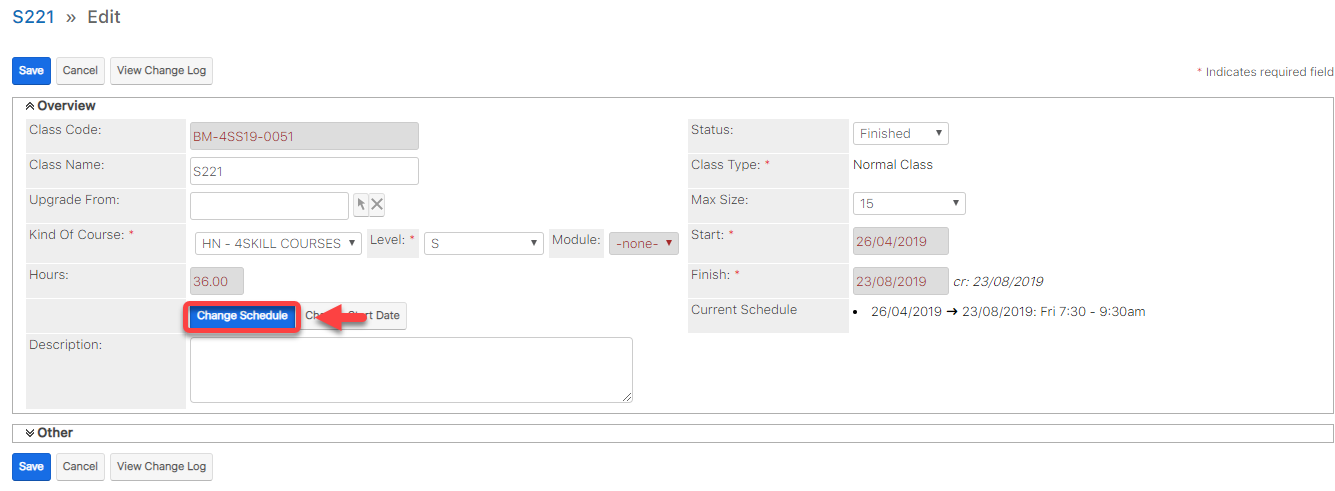 S221 » Edit
Save Cancel View Change Log
* Indicates required field
Overview
Class Code: BM-4SS19-0051 Status: Finished
Class Name: S221 Class Type: * Normal Class
Upgrade From: Max Size: 15
Kind Of Course: * HN - 4SKILL COURSES Level: * S Module: -none- Start: * 26/04/2019
Hours: 36.00 Finish: * 23/08/2019 cr: 23/08/2019
Change Schedule Start Date Current Schedule • 26/04/2019 ➔ 23/08/2019: Fri 7:30 - 9:30am
Description:
Other
Save Cancel View Change Log